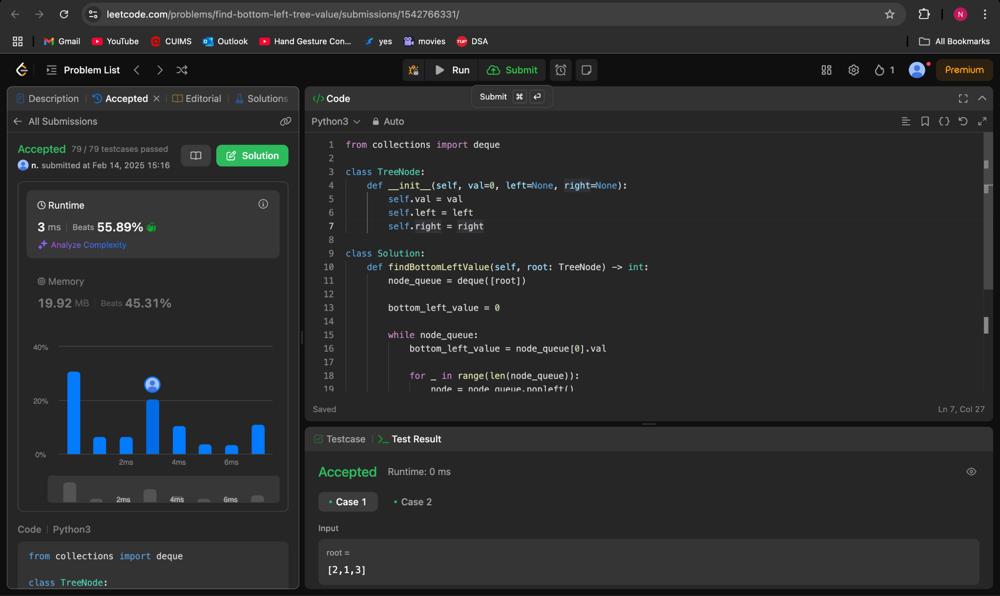 leetcode.com/problems/find-bottom-left-tree-value/submissions/1542766331/
N
Gmail YouTube CUIMS Outlook Hand Gesture Con... yes movies TUF DSA All Bookmarks
Problem List Run Submit 1 Premium
Submit ⌘ ↵
Description Accepted Editorial Solutions
All Submissions
Accepted 79 / 79 testcases passed
n. submitted at Feb 14, 2025 15:16
Solution
Runtime
3 ms Beats 55.89%
Analyze Complexity
Memory
19.92 MB Beats 45.31%
40%
20%
0%
2ms 4ms 6ms
2ms 4ms 6ms
Code Python3
from collections import deque
class TreeNode:
</> Code
Python3 Auto
1 from collections import deque
2
3 class TreeNode:
4 def __init__(self, val=0, left=None, right=None):
5 self.val = val
6 self.left = left
7 self.right = right
8
9 class Solution:
10 def findBottomLeftValue(self, root: TreeNode) -> int:
11 node_queue = deque([root])
12
13 bottom_left_value = 0
14
15 while node_queue:
16 bottom_left_value = node_queue[0].val
17
18 for _ in range(len(node_queue)):
19 node = node_queue.popleft()
Saved Ln 7, Col 27
Testcase >_ Test Result
Accepted Runtime: 0 ms
Case 1 Case 2
Input
root =
[2,1,3]